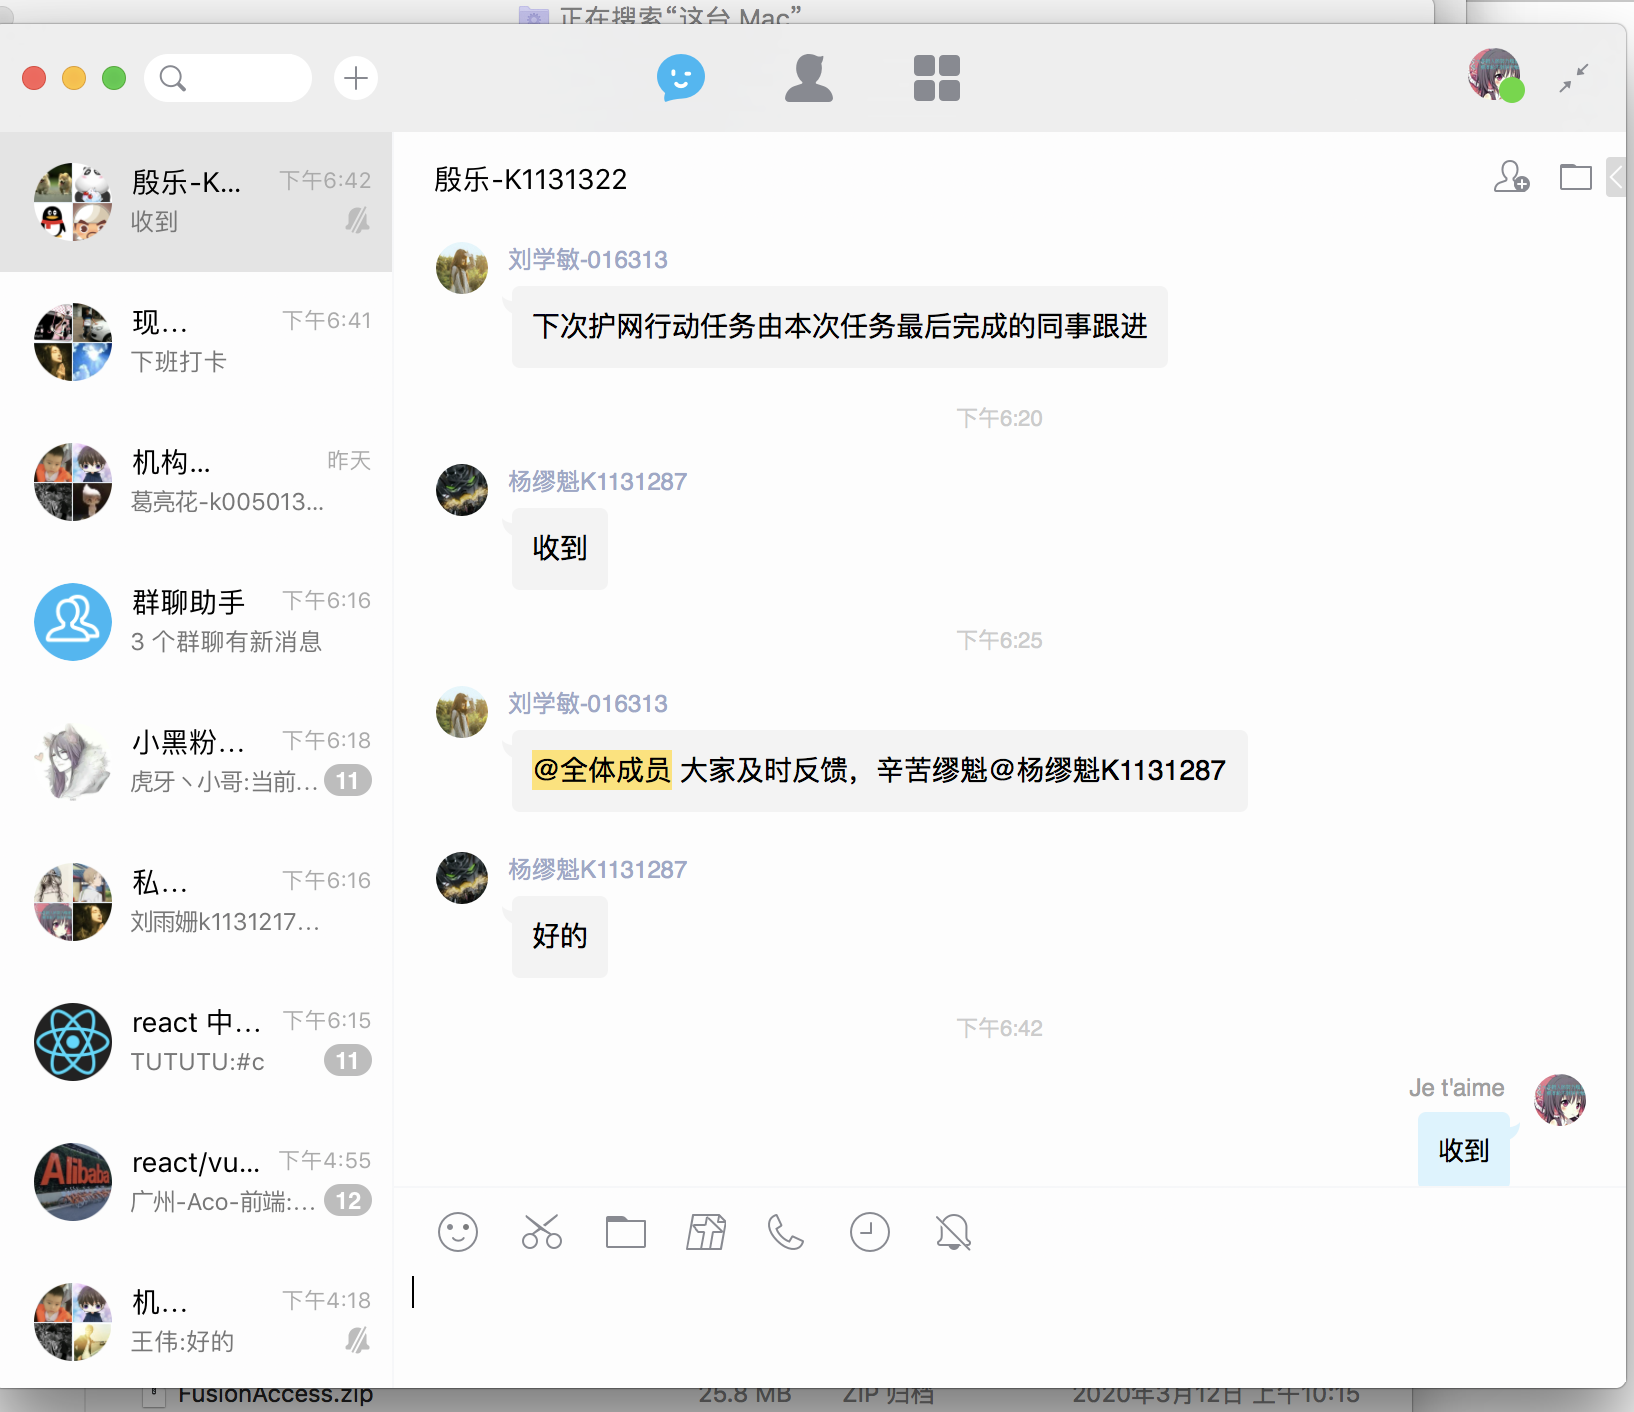 正在搜索“这台 Mac”
殷乐-K... 下午6:42
收到
现... 下午6:41
下班打卡
机构... 昨天
葛亮花-k005013...
群聊助手 下午6:16
3 个群聊有新消息
小黑粉... 下午6:18
虎牙丶小哥:当前... 11
私... 下午6:16
刘雨姗k1131217...
react 中... 下午6:15
TUTUTU:#c 11
Alibaba
react/vu... 下午4:55
广州-Aco-前端:... 12
机... 下午4:18
王伟:好的
殷乐-K1131322
刘学敏-016313
下次护网行动任务由本次任务最后完成的同事跟进
下午6:20
杨缪魁K1131287
收到
下午6:25
刘学敏-016313
@全体成员 大家及时反馈，辛苦缪魁@杨缪魁K1131287
杨缪魁K1131287
好的
下午6:42
Je t'aime
收到
FusionAccess.zip 25.8 MB ZIP 归档 2020年3月12日 上午10:15